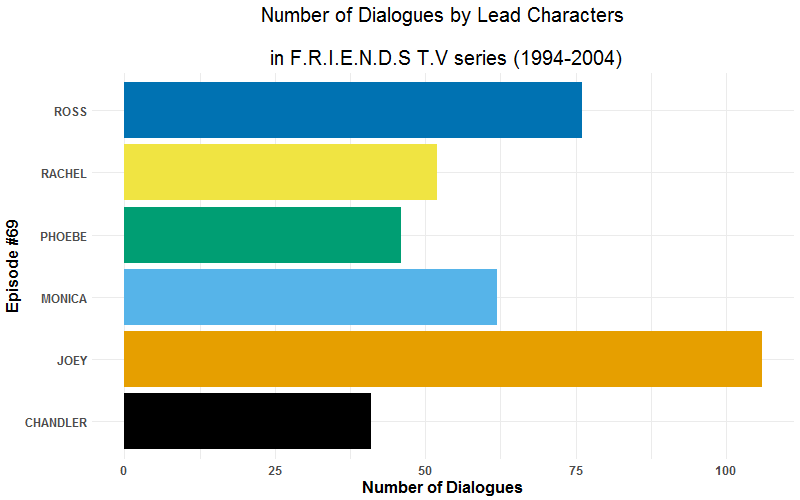 Number of Dialogues by Lead Characters
in F.R.I.E.N.D.S T.V series (1994-2004)
Episode #69
ROSS
RACHEL
PHOEBE
MONICA
JOEY
CHANDLER
0 25 50 75 100
Number of Dialogues